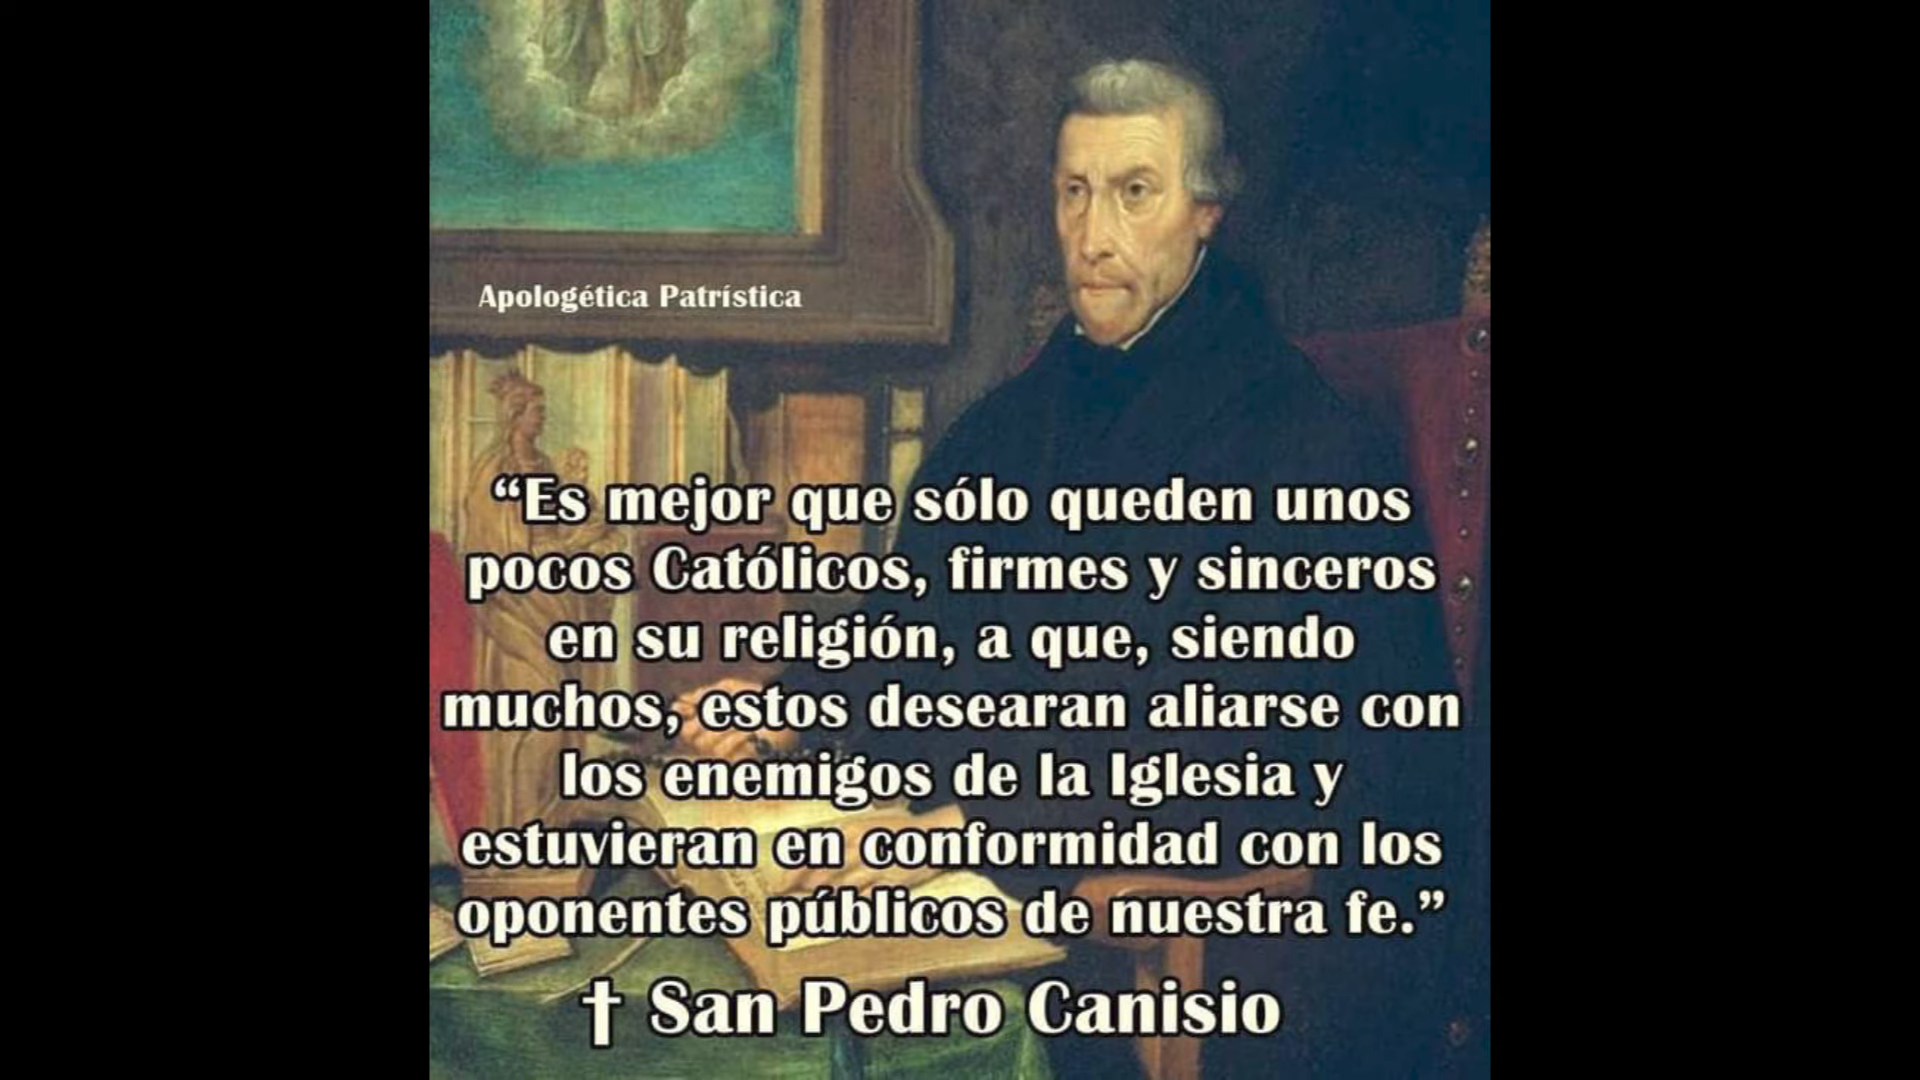 Apologética Patrística
“Es mejor que sólo queden unos
pocos Católicos, firmes y sinceros
en su religión, a que, siendo
muchos, estos desearan aliarse con
los enemigos de la Iglesia y
estuvieran en conformidad con los
oponentes públicos de nuestra fe.”
† San Pedro Canisio